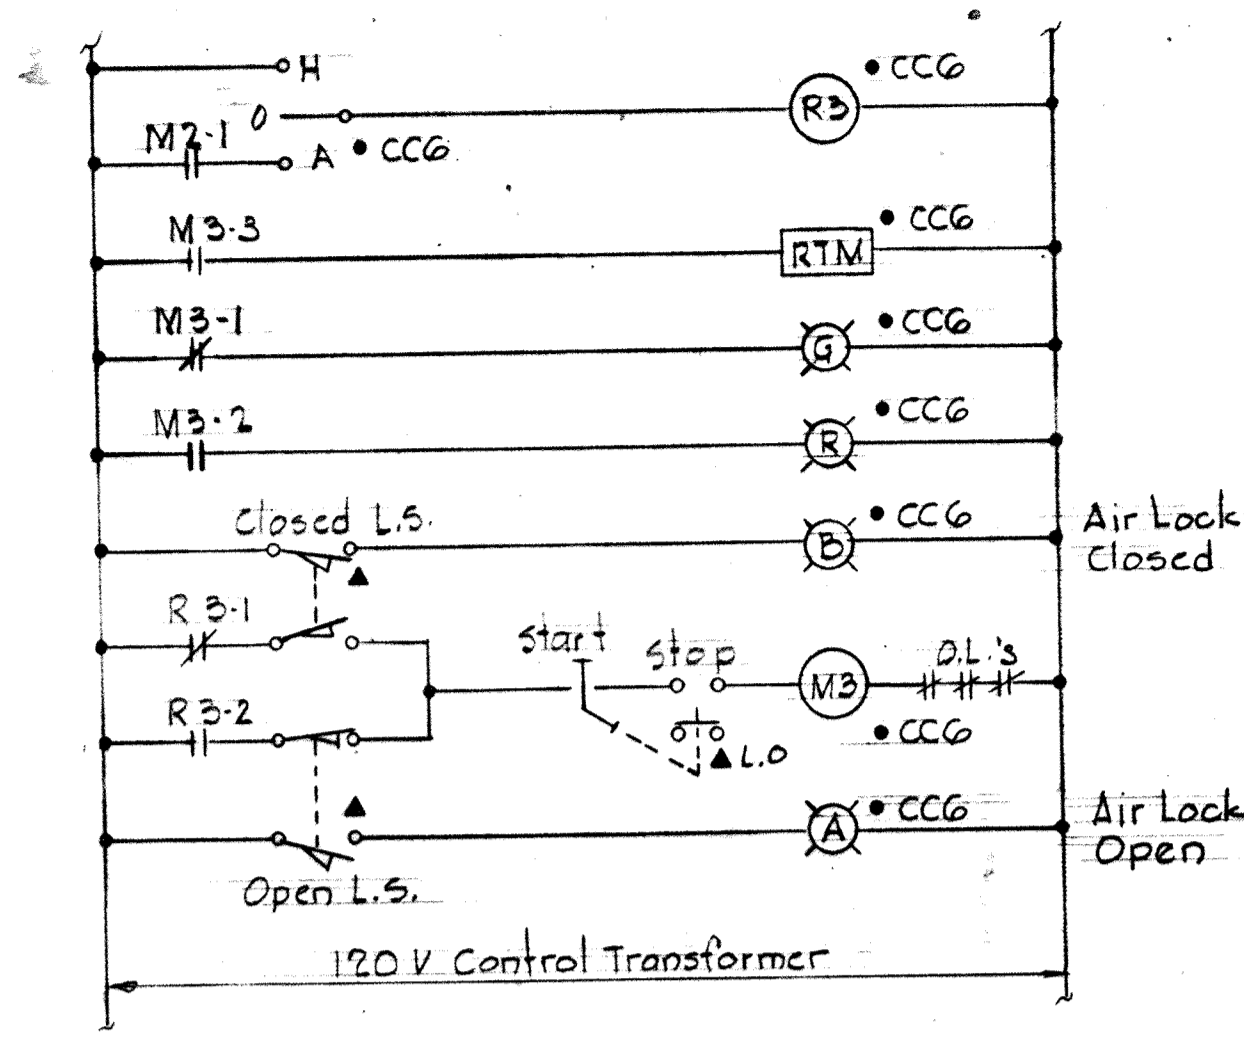 H
CC6
O
R3
M2-1
A
CC6
M3-3
CC6
RTM
M3-1
CC6
G
M3-2
CC6
R
Closed L.S.
CC6
B
Air Lock
Closed
R3-1
Start
Stop
O.L.'s
M3
R3-2
CC6
L.O
CC6
A
Air Lock
Open
Open L.S.
120 V Control Transformer